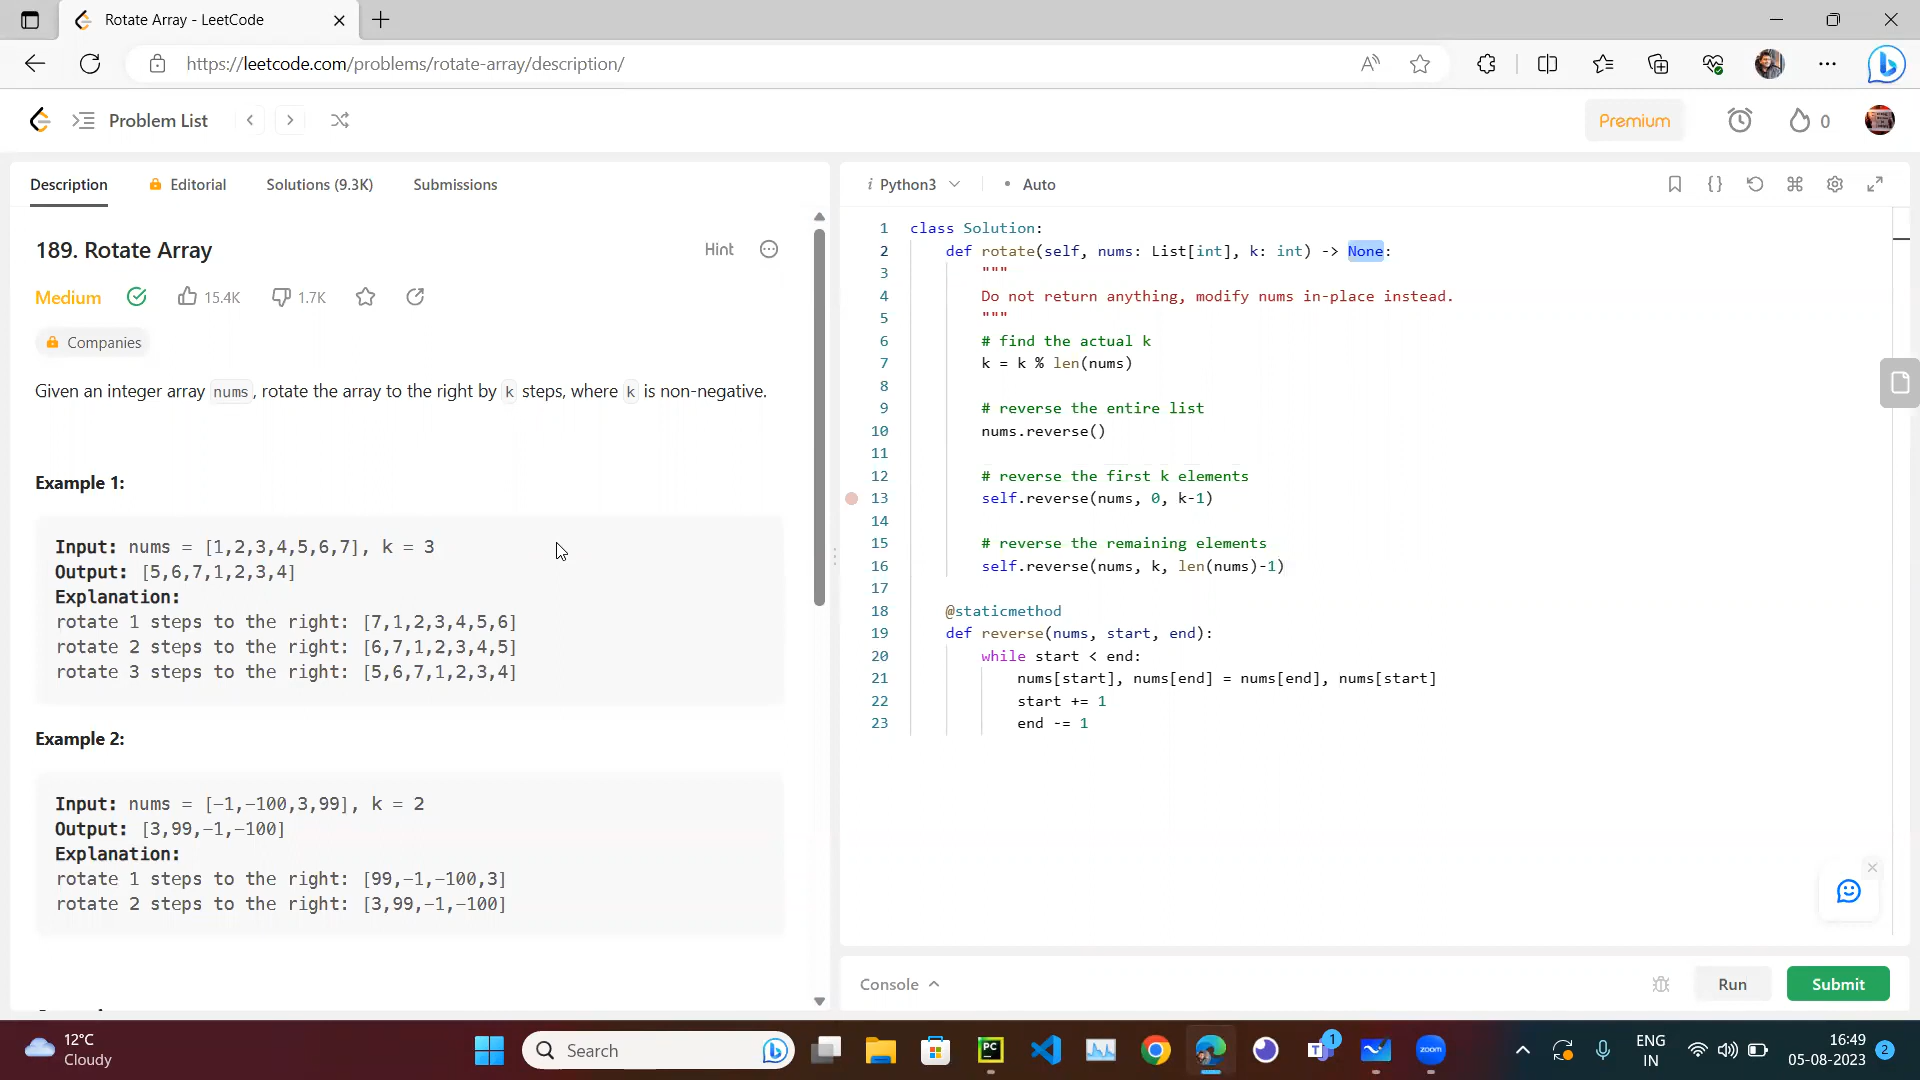 Rotate Array - LeetCode
https://leetcode.com/problems/rotate-array/description/
Problem List
Premium
0
Description
Editorial
Solutions (9.3K)
Submissions
189. Rotate Array
Hint
Medium
15.4K
1.7K
Companies
Given an integer array nums, rotate the array to the right by k steps, where k is non-negative.
Example 1:
Input: nums = [1,2,3,4,5,6,7], k = 3
Output: [5,6,7,1,2,3,4]
Explanation:
rotate 1 steps to the right: [7,1,2,3,4,5,6]
rotate 2 steps to the right: [6,7,1,2,3,4,5]
rotate 3 steps to the right: [5,6,7,1,2,3,4]
Example 2:
Input: nums = [-1,-100,3,99], k = 2
Output: [3,99,-1,-100]
Explanation:
rotate 1 steps to the right: [99,-1,-100,3]
rotate 2 steps to the right: [3,99,-1,-100]
i Python3
• Auto
1 class Solution:
2 def rotate(self, nums: List[int], k: int) -> None:
3 """
4 Do not return anything, modify nums in-place instead.
5 """
6 # find the actual k
7 k = k % len(nums)
8
9 # reverse the entire list
10 nums.reverse()
11
12 # reverse the first k elements
13 self.reverse(nums, 0, k-1)
14
15 # reverse the remaining elements
16 self.reverse(nums, k, len(nums)-1)
17
18 @staticmethod
19 def reverse(nums, start, end):
20 while start < end:
21 nums[start], nums[end] = nums[end], nums[start]
22 start += 1
23 end -= 1
Console
Run
Submit
12°C
Cloudy
Search
PC
1
zoom
ENG
IN
16:49
05-08-2023
2